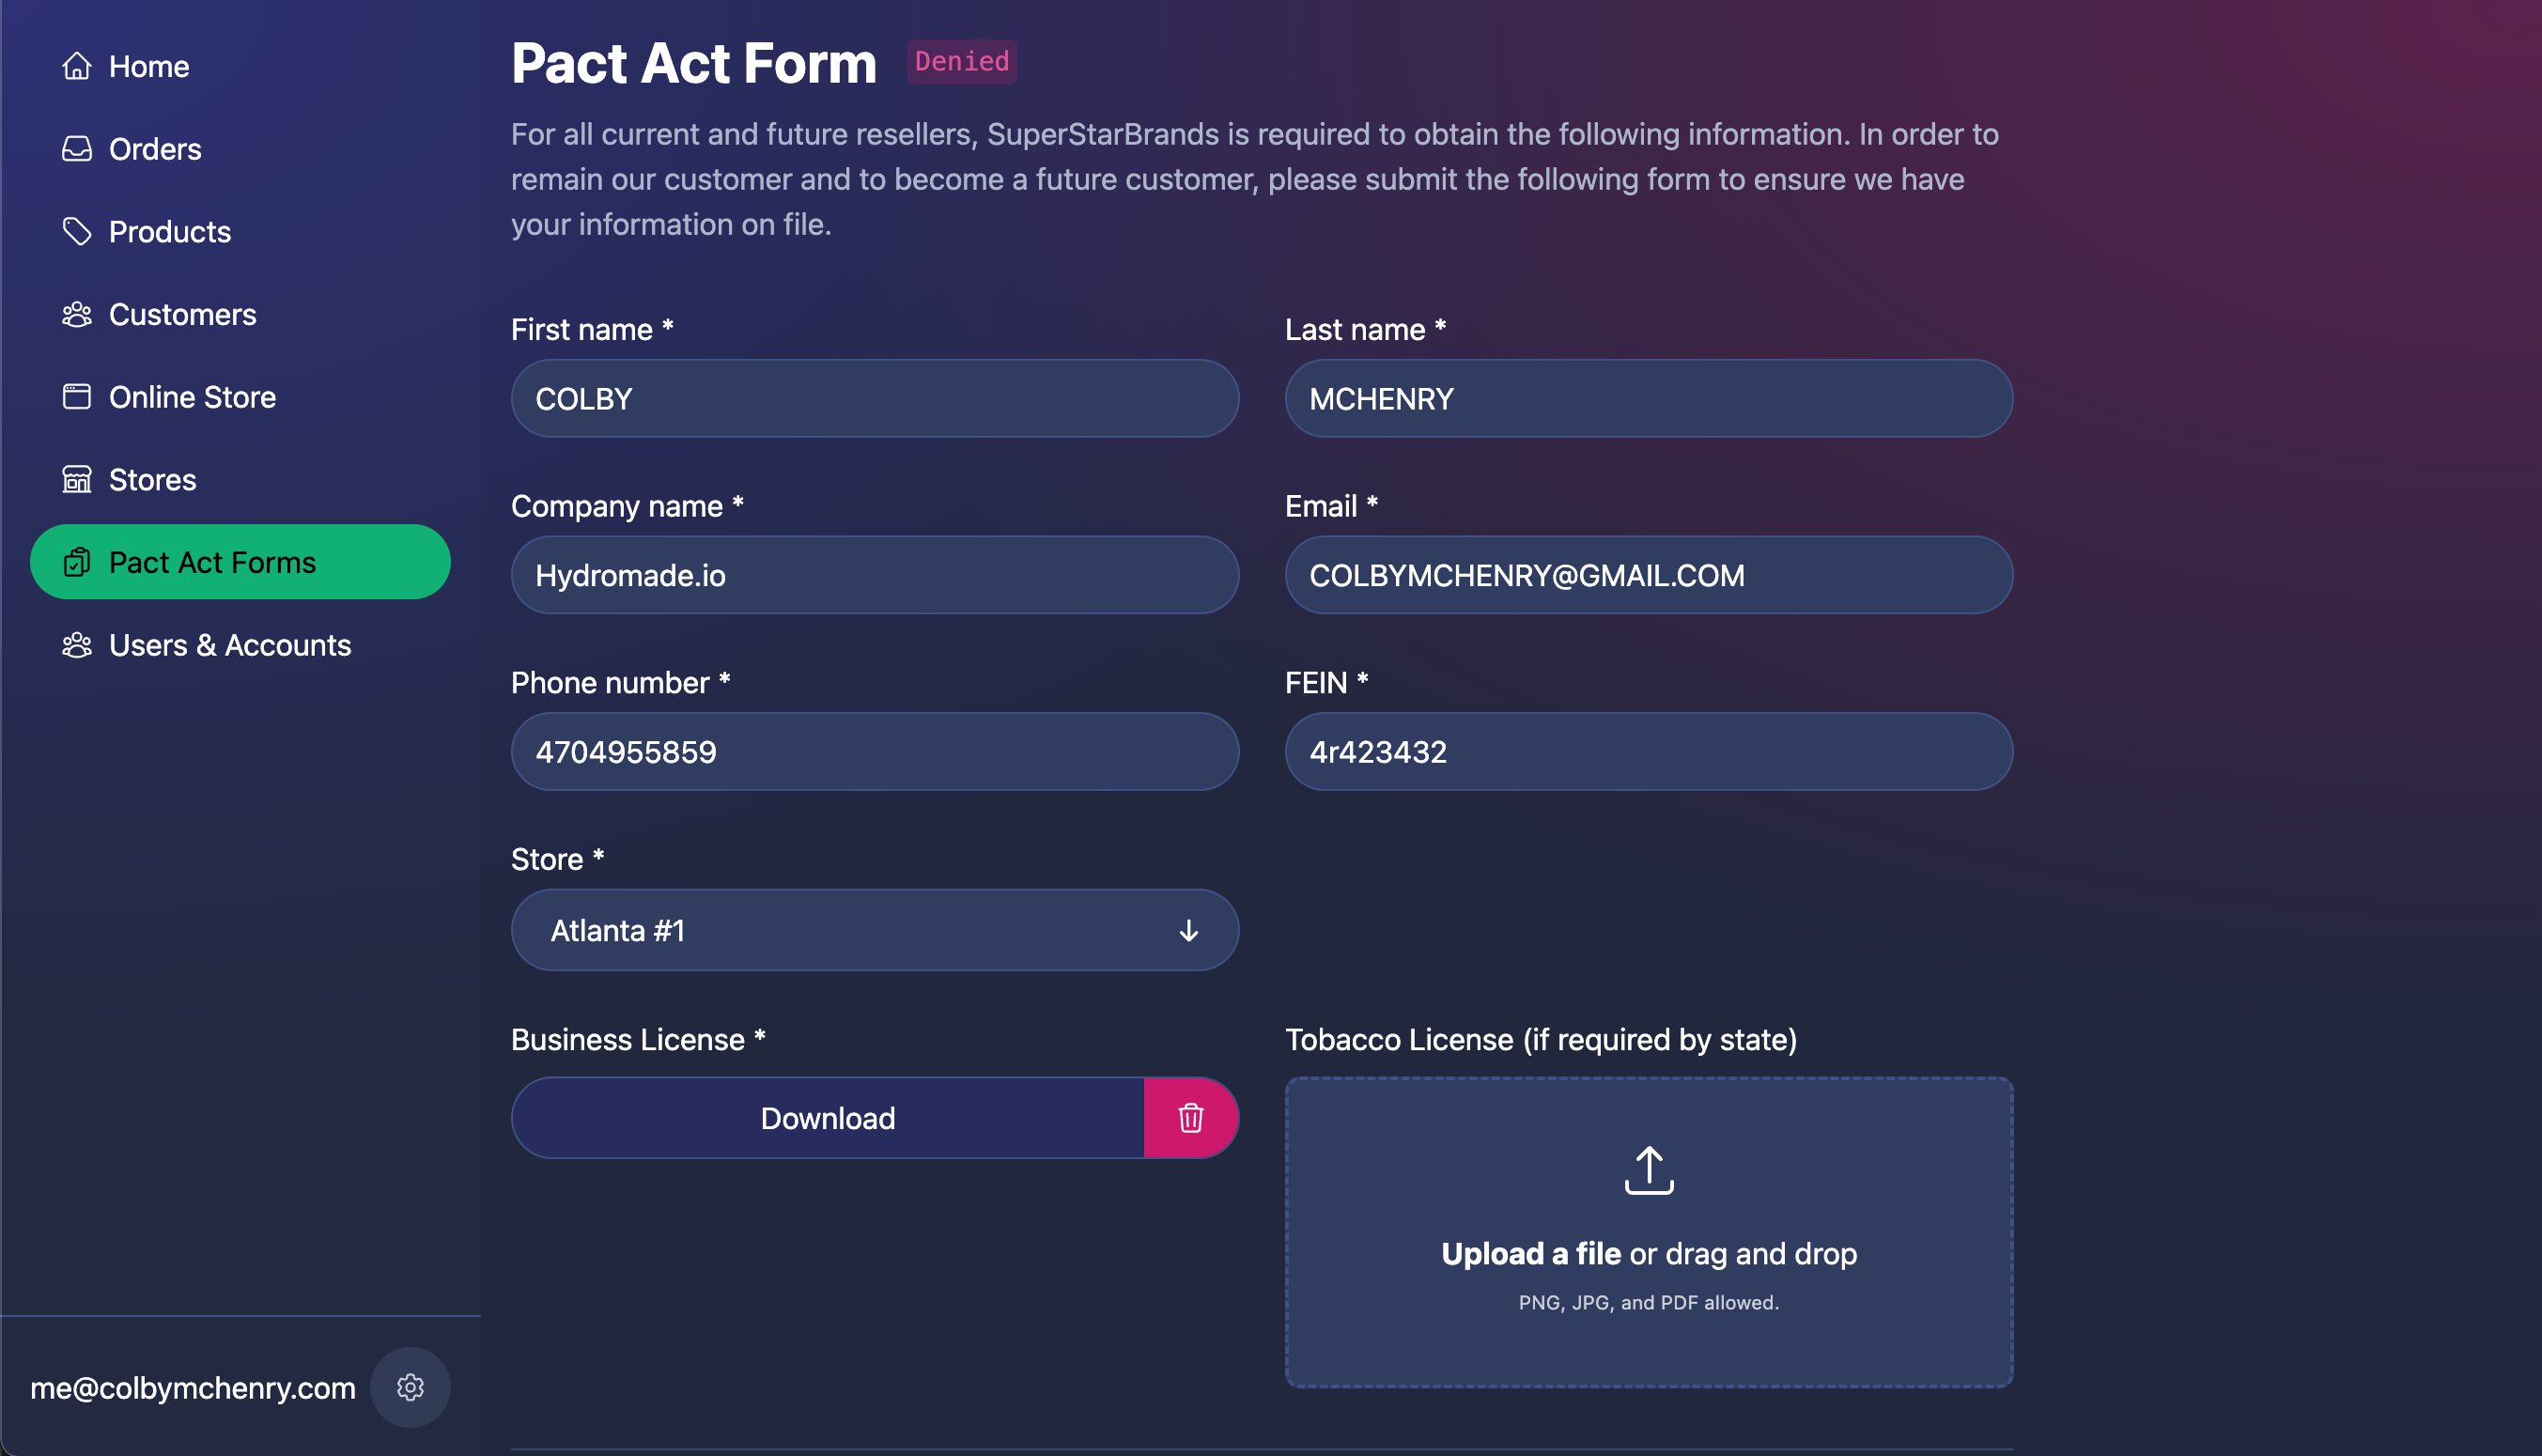 Home
Orders
Products
Customers
Online Store
Stores
Pact Act Forms
Users & Accounts
me@colbymchenry.com
Pact Act Form Denied
For all current and future resellers, SuperStarBrands is required to obtain the following information. In order to
remain our customer and to become a future customer, please submit the following form to ensure we have
your information on file.
First name *
COLBY
Last name *
MCHENRY
Company name *
Hydromade.io
Email *
COLBYMCHENRY@GMAIL.COM
Phone number *
4704955859
FEIN *
4r423432
Store *
Atlanta #1
Business License *
Download
Tobacco License (if required by state)
Upload a file or drag and drop
PNG, JPG, and PDF allowed.